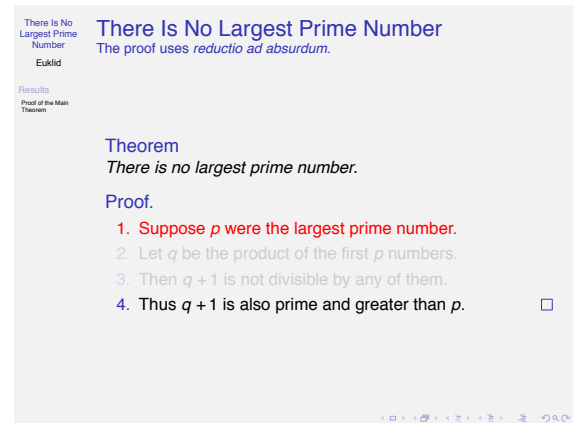 There Is No
Largest Prime
Number
Euklid
Results
Proof of the Main
Theorem
There Is No Largest Prime Number
The proof uses reductio ad absurdum.
Theorem
There is no largest prime number.
Proof.
1. Suppose p were the largest prime number.
2. Let q be the product of the first p numbers.
3. Then q + 1 is not divisible by any of them.
4. Thus q + 1 is also prime and greater than p.